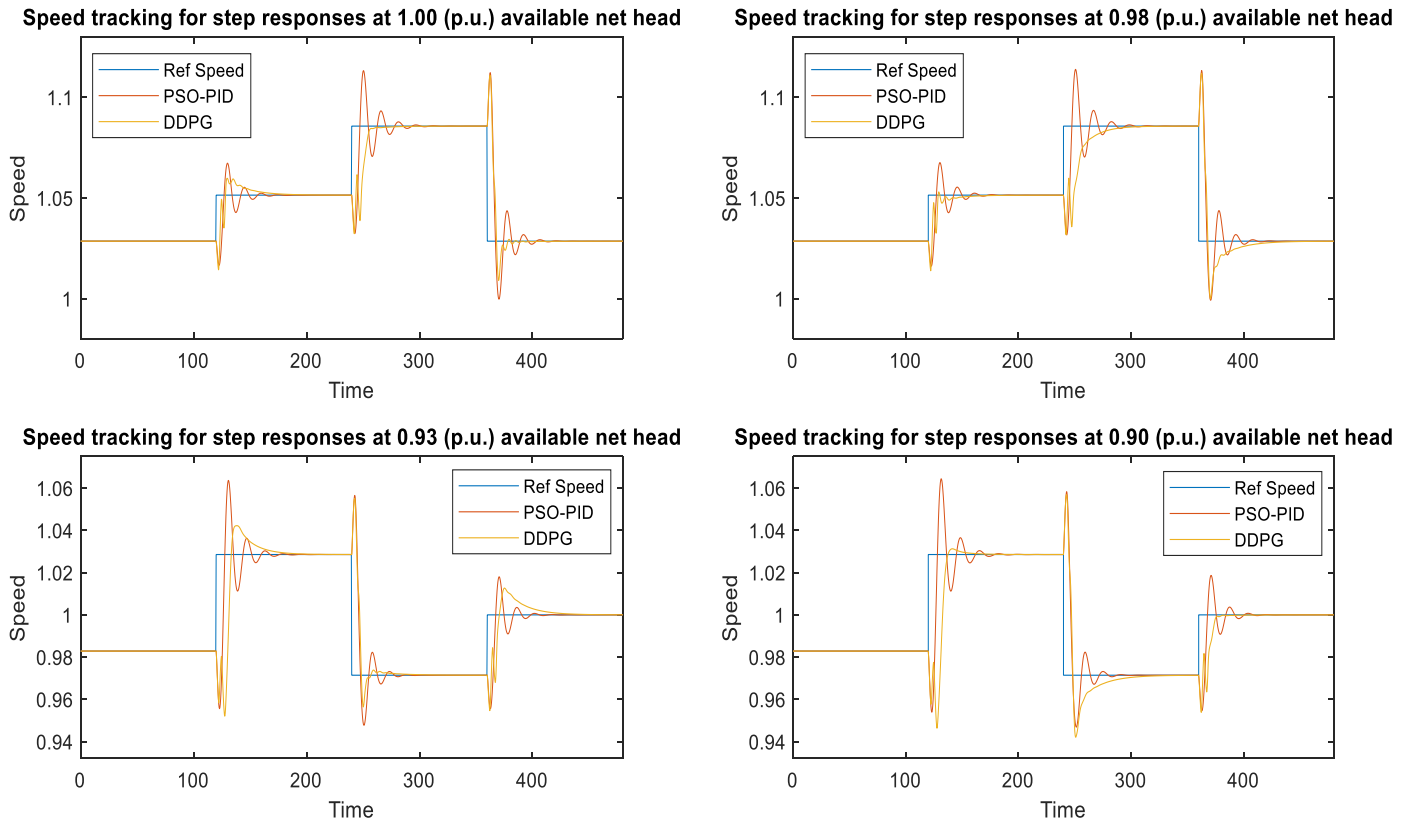 Speed tracking for step responses at 1.00 (p.u.) available net head
Ref Speed
PSO-PID
DDPG
1.1
1.05
1
Speed
0 100 200 300 400
Time
Speed tracking for step responses at 0.98 (p.u.) available net head
Ref Speed
PSO-PID
DDPG
1.1
1.05
1
Speed
0 100 200 300 400
Time
Speed tracking for step responses at 0.93 (p.u.) available net head
Ref Speed
PSO-PID
DDPG
1.06
1.04
1.02
1
0.98
0.96
0.94
Speed
0 100 200 300 400
Time
Speed tracking for step responses at 0.90 (p.u.) available net head
Ref Speed
PSO-PID
DDPG
1.06
1.04
1.02
1
0.98
0.96
0.94
Speed
0 100 200 300 400
Time